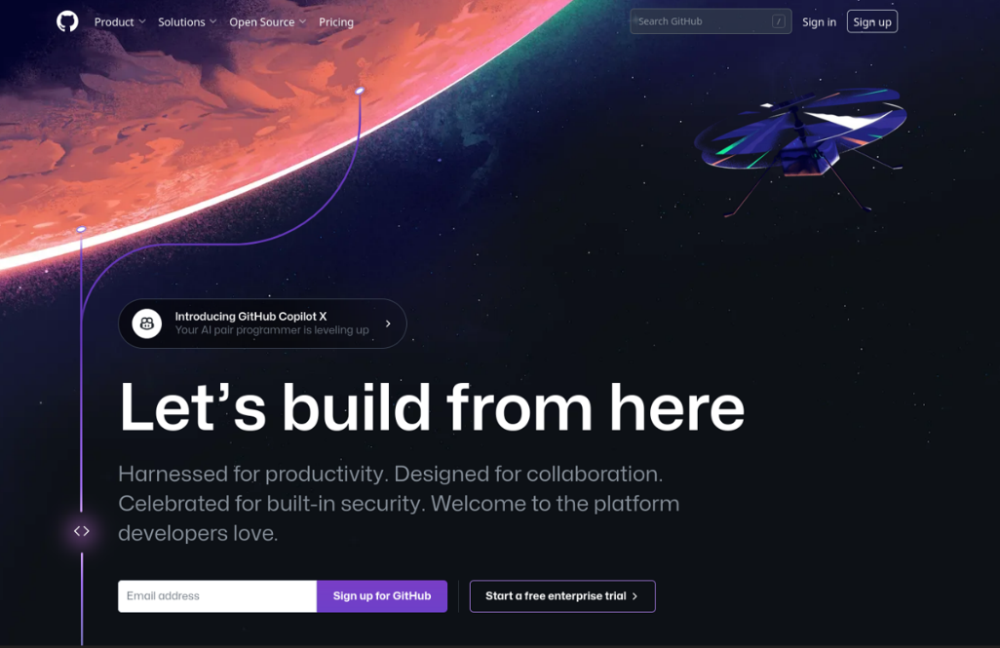 Product Solutions Open Source Pricing Search GitHub / Sign in Sign up
Introducing GitHub Copilot X
Your AI pair programmer is leveling up
Let’s build from here
Harnessed for productivity. Designed for collaboration.
Celebrated for built-in security. Welcome to the platform
developers love.
Email address Sign up for GitHub Start a free enterprise trial